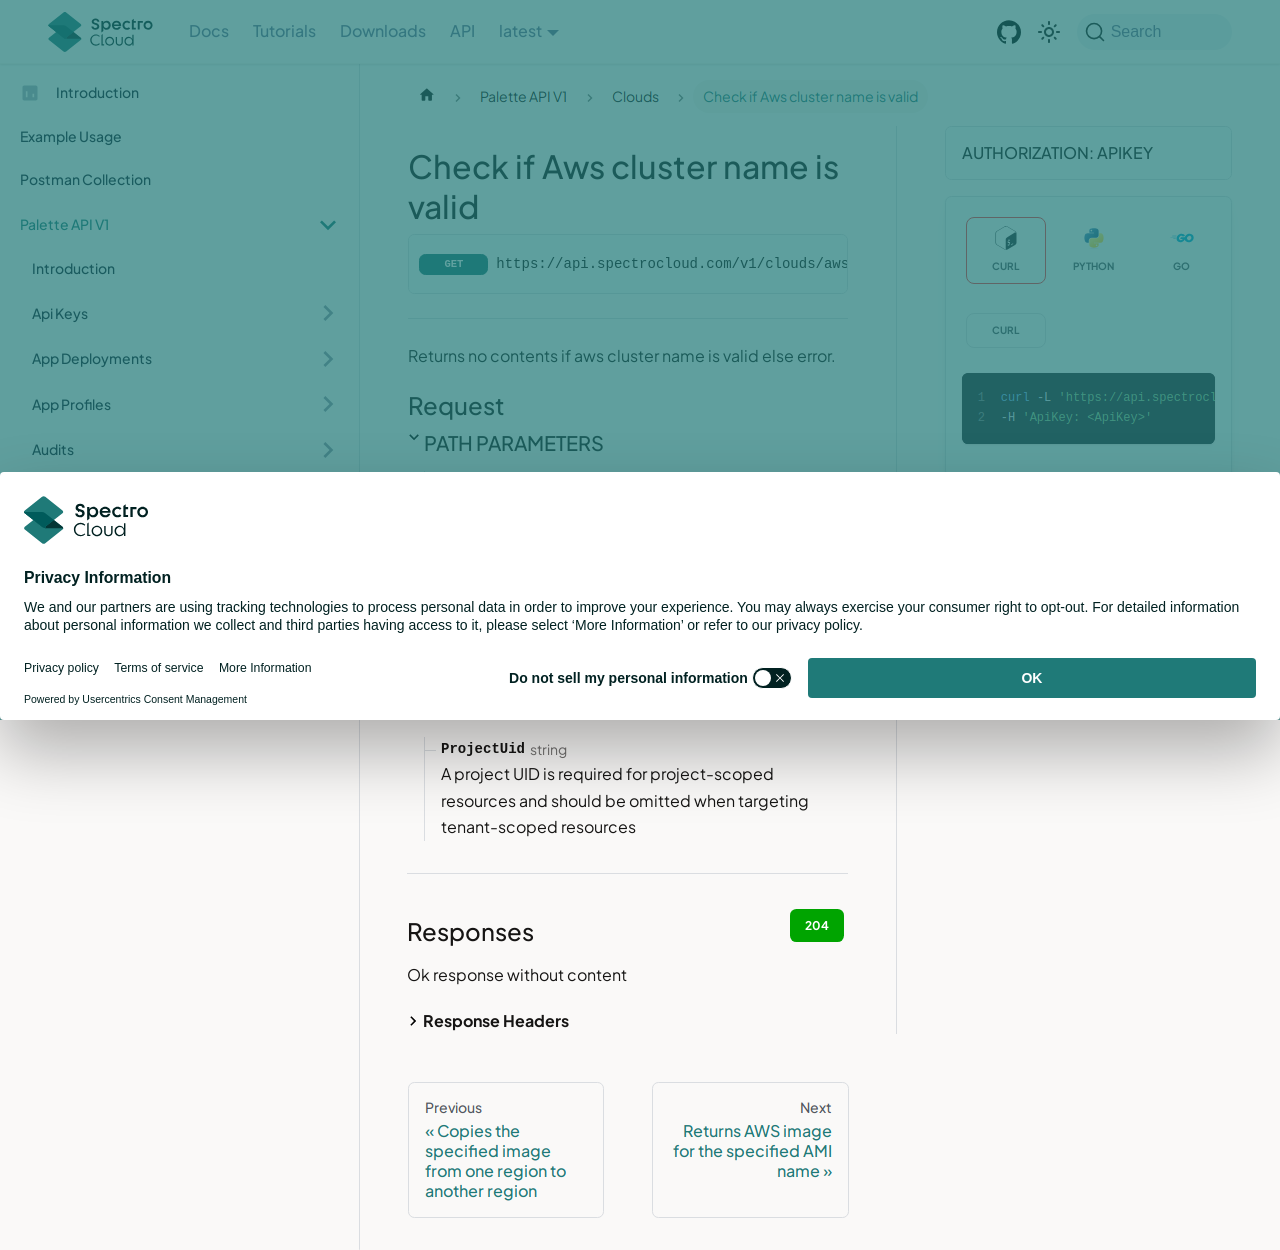 Spectro Cloud
Docs
Tutorials
Downloads
API
latest
Search
Introduction
Example Usage
Postman Collection
Palette API V1
Introduction
Api Keys
App Deployments
App Profiles
Audits
Palette API V1
Clouds
Check if Aws cluster name is valid
Check if Aws cluster name is
valid
GET
https://api.spectrocloud.com/v1/clouds/aws
Returns no contents if aws cluster name is valid else error.
Request
PATH PARAMETERS
AUTHORIZATION: APIKEY
CURL
PYTHON
GO
CURL
1 curl -L 'https://api.spectrocl
2 -H 'ApiKey: <ApiKey>'
Spectro
Cloud
Privacy Information
We and our partners are using tracking technologies to process personal data in order to improve your experience. You may always exercise your consumer right to opt-out. For detailed information
about personal information we collect and third parties having access to it, please select ‘More Information’ or refer to our privacy policy.
Privacy policy
Terms of service
More Information
Powered by Usercentrics Consent Management
Do not sell my personal information
OK
ProjectUid string
A project UID is required for project-scoped
resources and should be omitted when targeting
tenant-scoped resources
Responses
204
Ok response without content
Response Headers
Previous
« Copies the
specified image
from one region to
another region
Next
Returns AWS image
for the specified AMI
name »